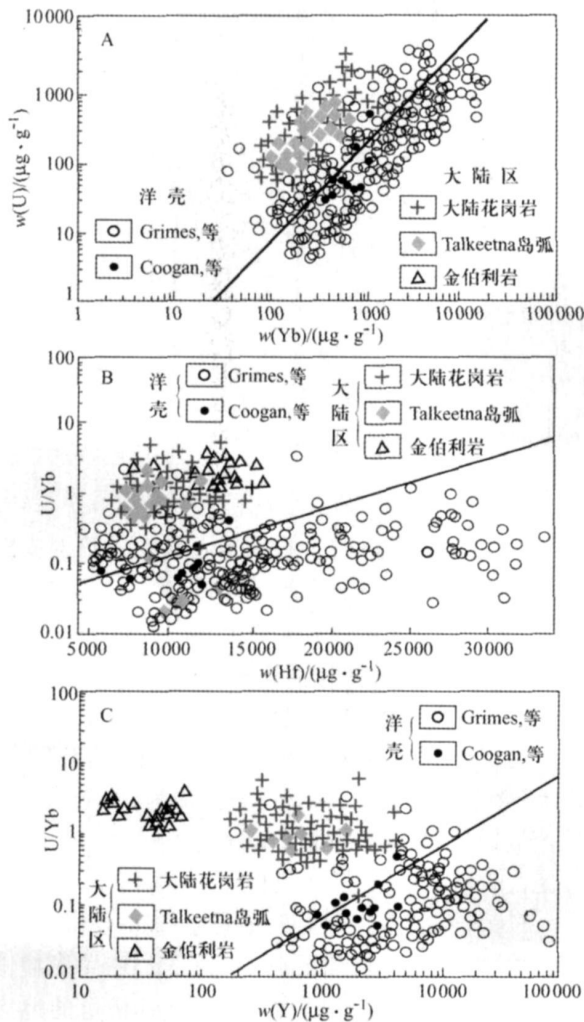 A
10000
1000
100
10
1
w(U)/(μg·g⁻¹)
洋壳
Grimes,等
Coogan,等
大陆区
大陆花岗岩
Talkeetna岛弧
金伯利岩
1 10 100 1000 10000 100000
w(Yb)/(μg·g⁻¹)
B
100
10
1
0.1
0.01
U/Yb
洋壳
Grimes,等
Coogan,等
大陆区
大陆花岗岩
Talkeetna岛弧
金伯利岩
5000 10000 15000 20000 25000 30000
w(Hf)/(μg·g⁻¹)
C
100
10
1
0.1
0.01
U/Yb
洋壳
Grimes,等
Coogan,等
大陆区
大陆花岗岩
Talkeetna岛弧
金伯利岩
10 100 1000 10000 100000
w(Y)/(μg·g⁻¹)